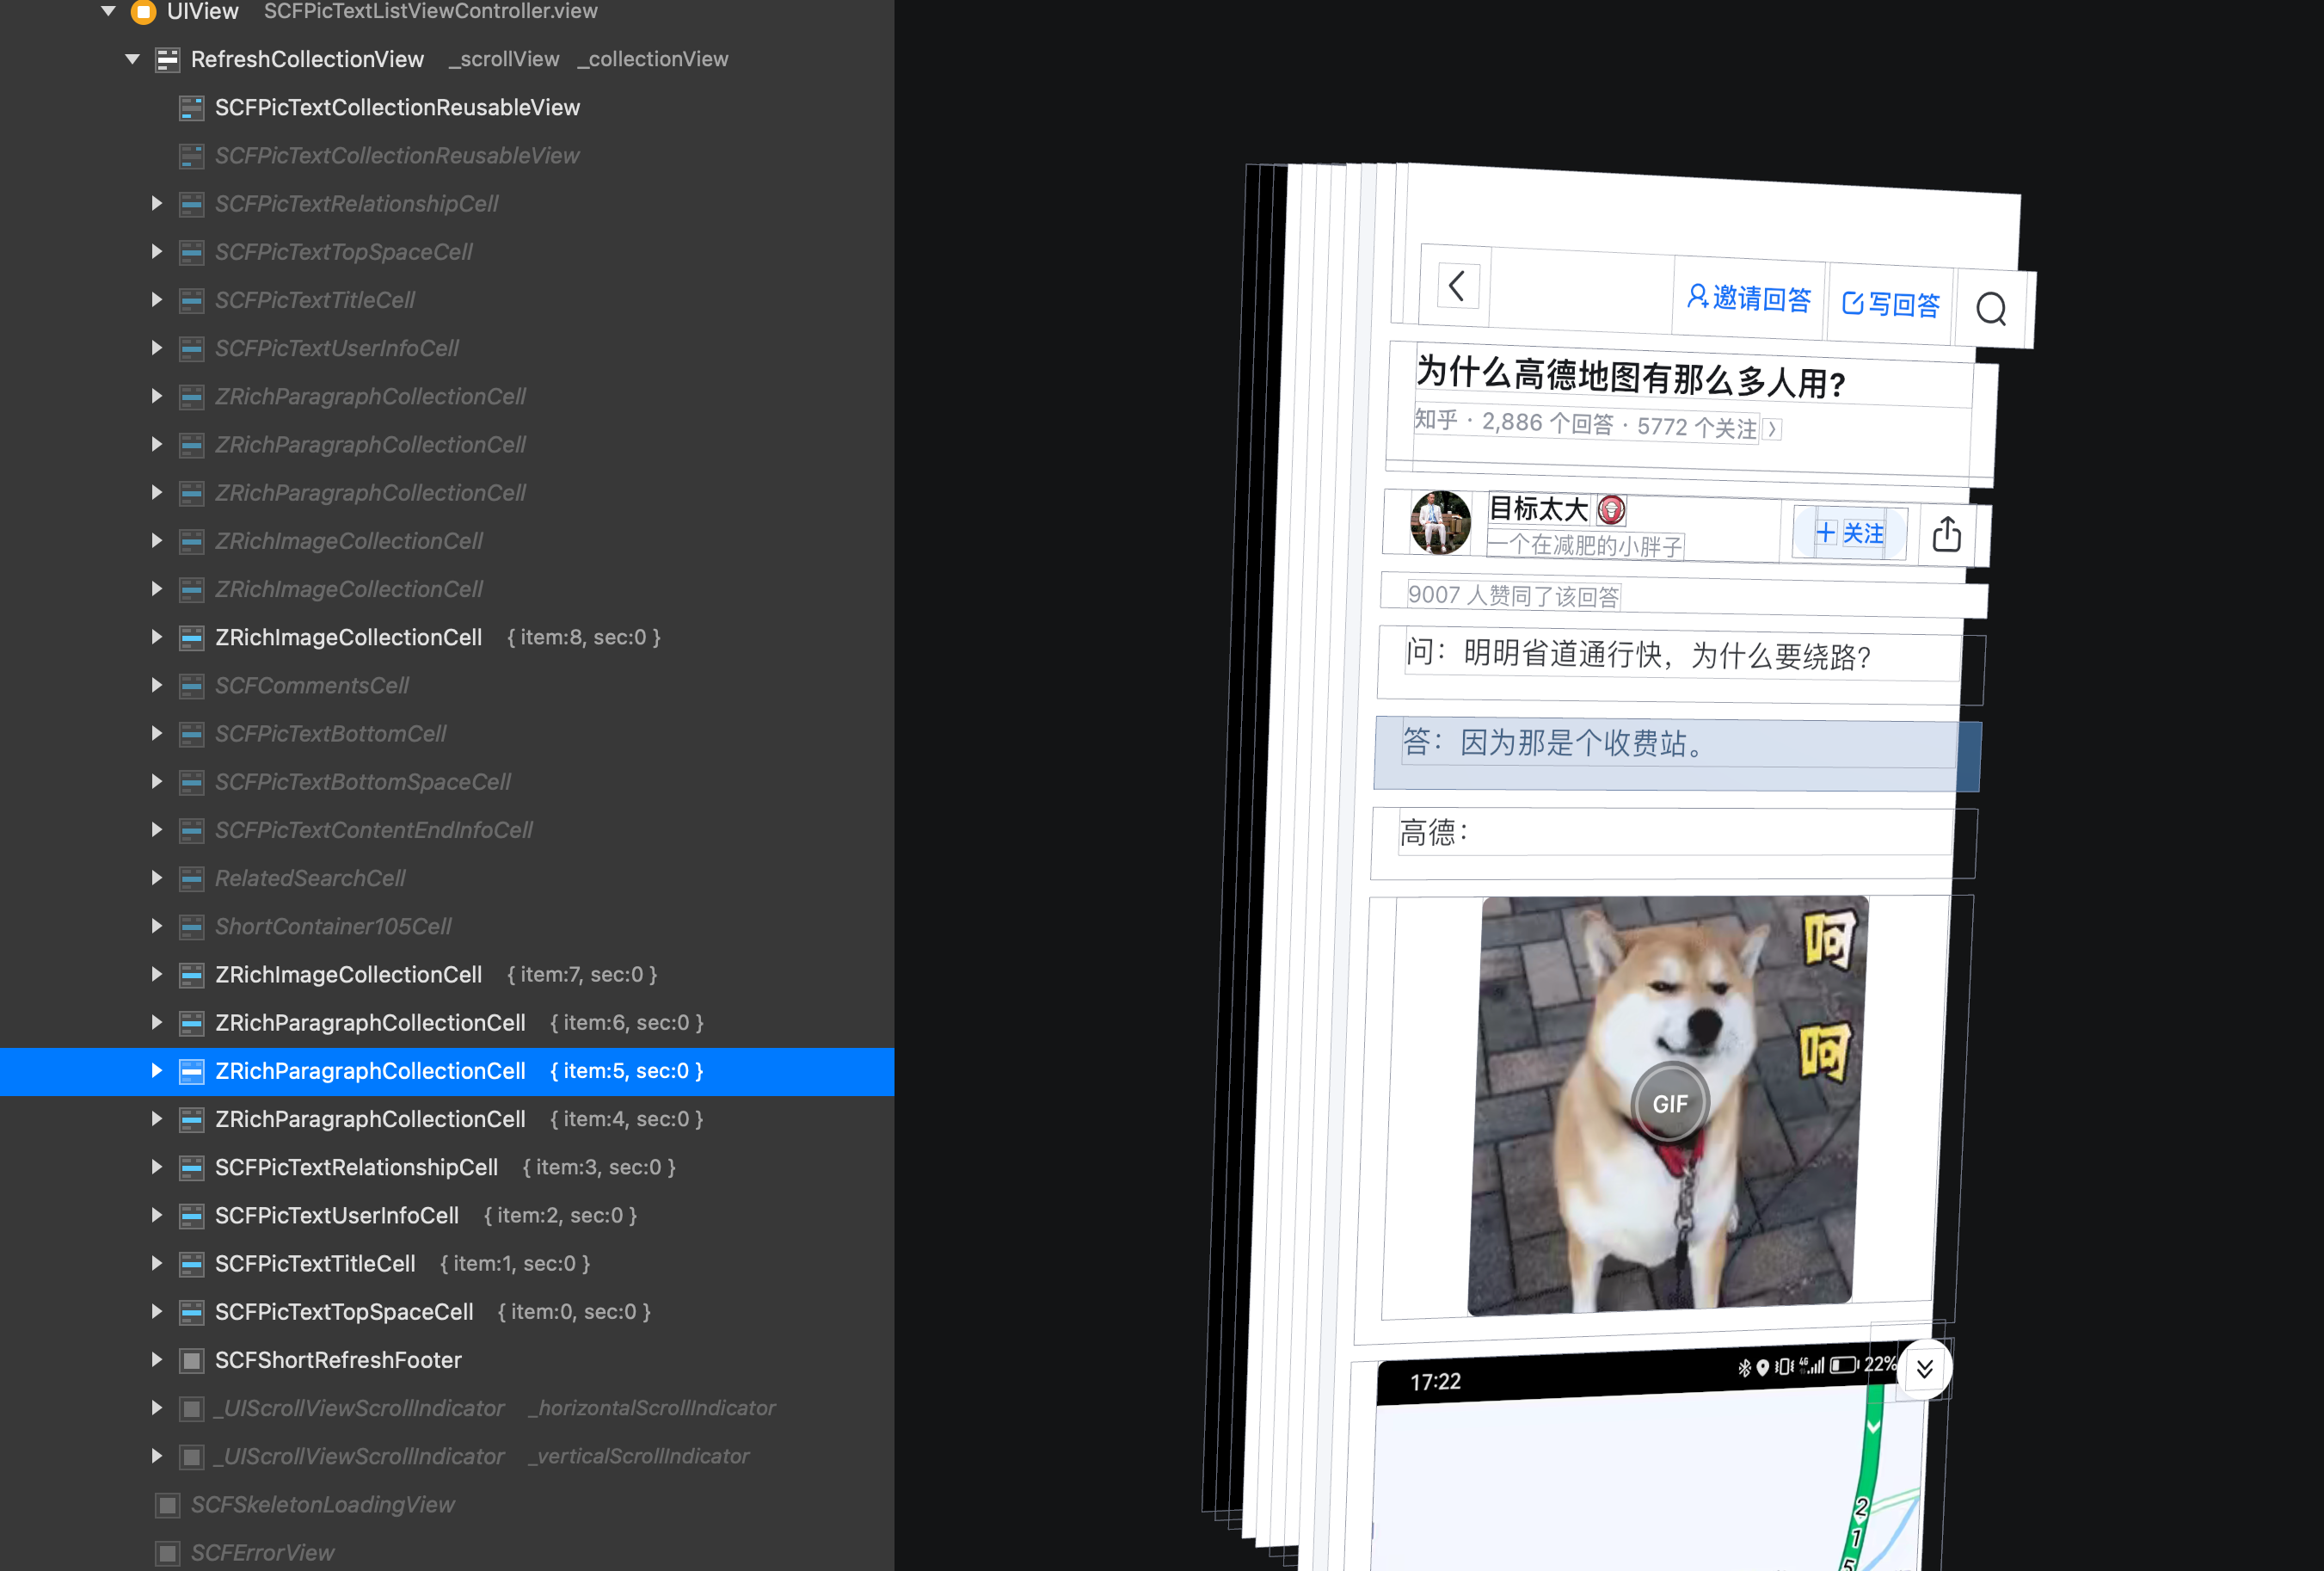 UIView SCFPicTextListViewController.view
RefreshCollectionView _scrollView _collectionView
SCFPicTextCollectionReusableView
SCFPicTextCollectionReusableView
SCFPicTextRelationshipCell
SCFPicTextTopSpaceCell
SCFPicTextTitleCell
SCFPicTextUserInfoCell
ZRichParagraphCollectionCell
ZRichParagraphCollectionCell
ZRichParagraphCollectionCell
ZRichImageCollectionCell
ZRichImageCollectionCell
ZRichImageCollectionCell { item:8, sec:0 }
SCFCommentsCell
SCFPicTextBottomCell
SCFPicTextBottomSpaceCell
SCFPicTextContentEndInfoCell
RelatedSearchCell
ShortContainer105Cell
ZRichImageCollectionCell { item:7, sec:0 }
ZRichParagraphCollectionCell { item:6, sec:0 }
ZRichParagraphCollectionCell { item:5, sec:0 }
ZRichParagraphCollectionCell { item:4, sec:0 }
SCFPicTextRelationshipCell { item:3, sec:0 }
SCFPicTextUserInfoCell { item:2, sec:0 }
SCFPicTextTitleCell { item:1, sec:0 }
SCFPicTextTopSpaceCell { item:0, sec:0 }
SCFShortRefreshFooter
_UIScrollViewScrollIndicator _horizontalScrollIndicator
_UIScrollViewScrollIndicator _verticalScrollIndicator
SCFSkeletonLoadingView
SCFErrorView
邀请回答 写回答
为什么高德地图有那么多人用?
知乎 · 2,886 个回答 · 5772 个关注
目标太大
+ 关注
一个在减肥的小胖子
9007 人赞同了该回答
问：明明省道通行快，为什么要绕路?
答：因为那是个收费站。
高德：
呵
呵
GIF
17:22 4G 22%
2
1
5